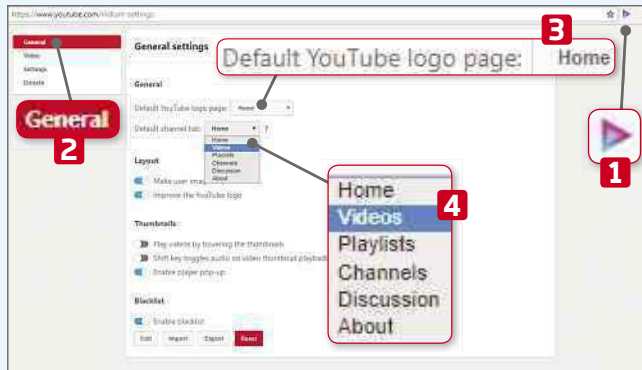 https://www.youtube.com/iridium-settings
General
Video
Settings
Donate
General settings
Default YouTube logo page: Home
3
General
2
1
General
Default YouTube logo page: Home
Default channel tab: Home ?
Home
Videos
Playlists
Channels
Discussion
About
Layout
Make user images
Improve the YouTube logo
Thumbnails
Play videos by hovering the thumbnails
Shift key toggles audio on video thumbnail playback
Enable player pop-up
Blacklist
Enable blacklist
Edit Import Export Reset
4
Home
Videos
Playlists
Channels
Discussion
About